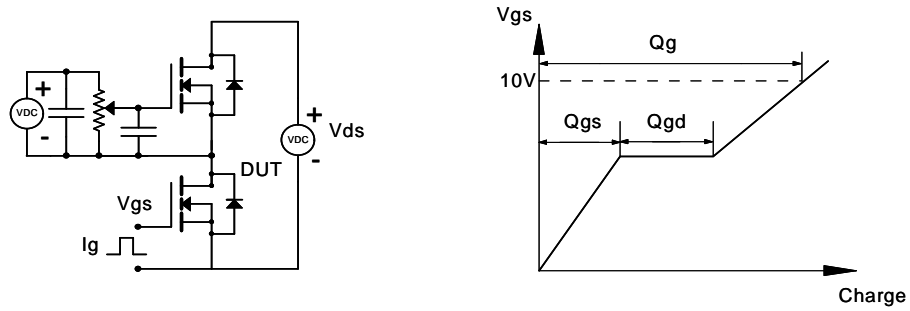 VDC
+
-
Vgs
Ig
DUT
+
VDC
Vds
-
Vgs
10V
Qg
Qgs
Qgd
Charge